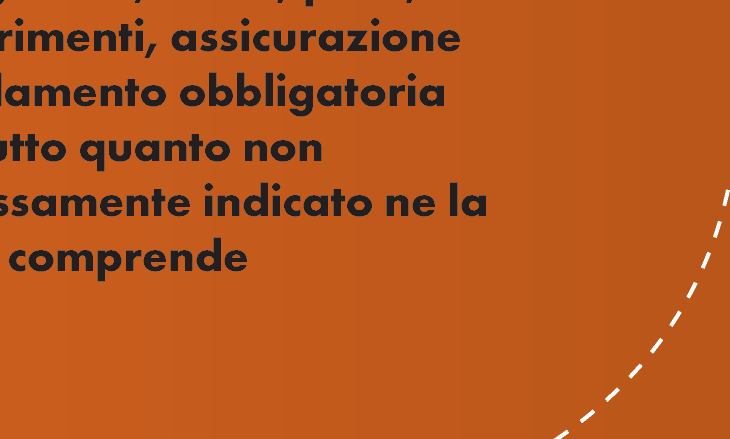 rimenti, assicurazione
lamento obbligatoria
utto quanto non
ssamente indicato ne la
comprende